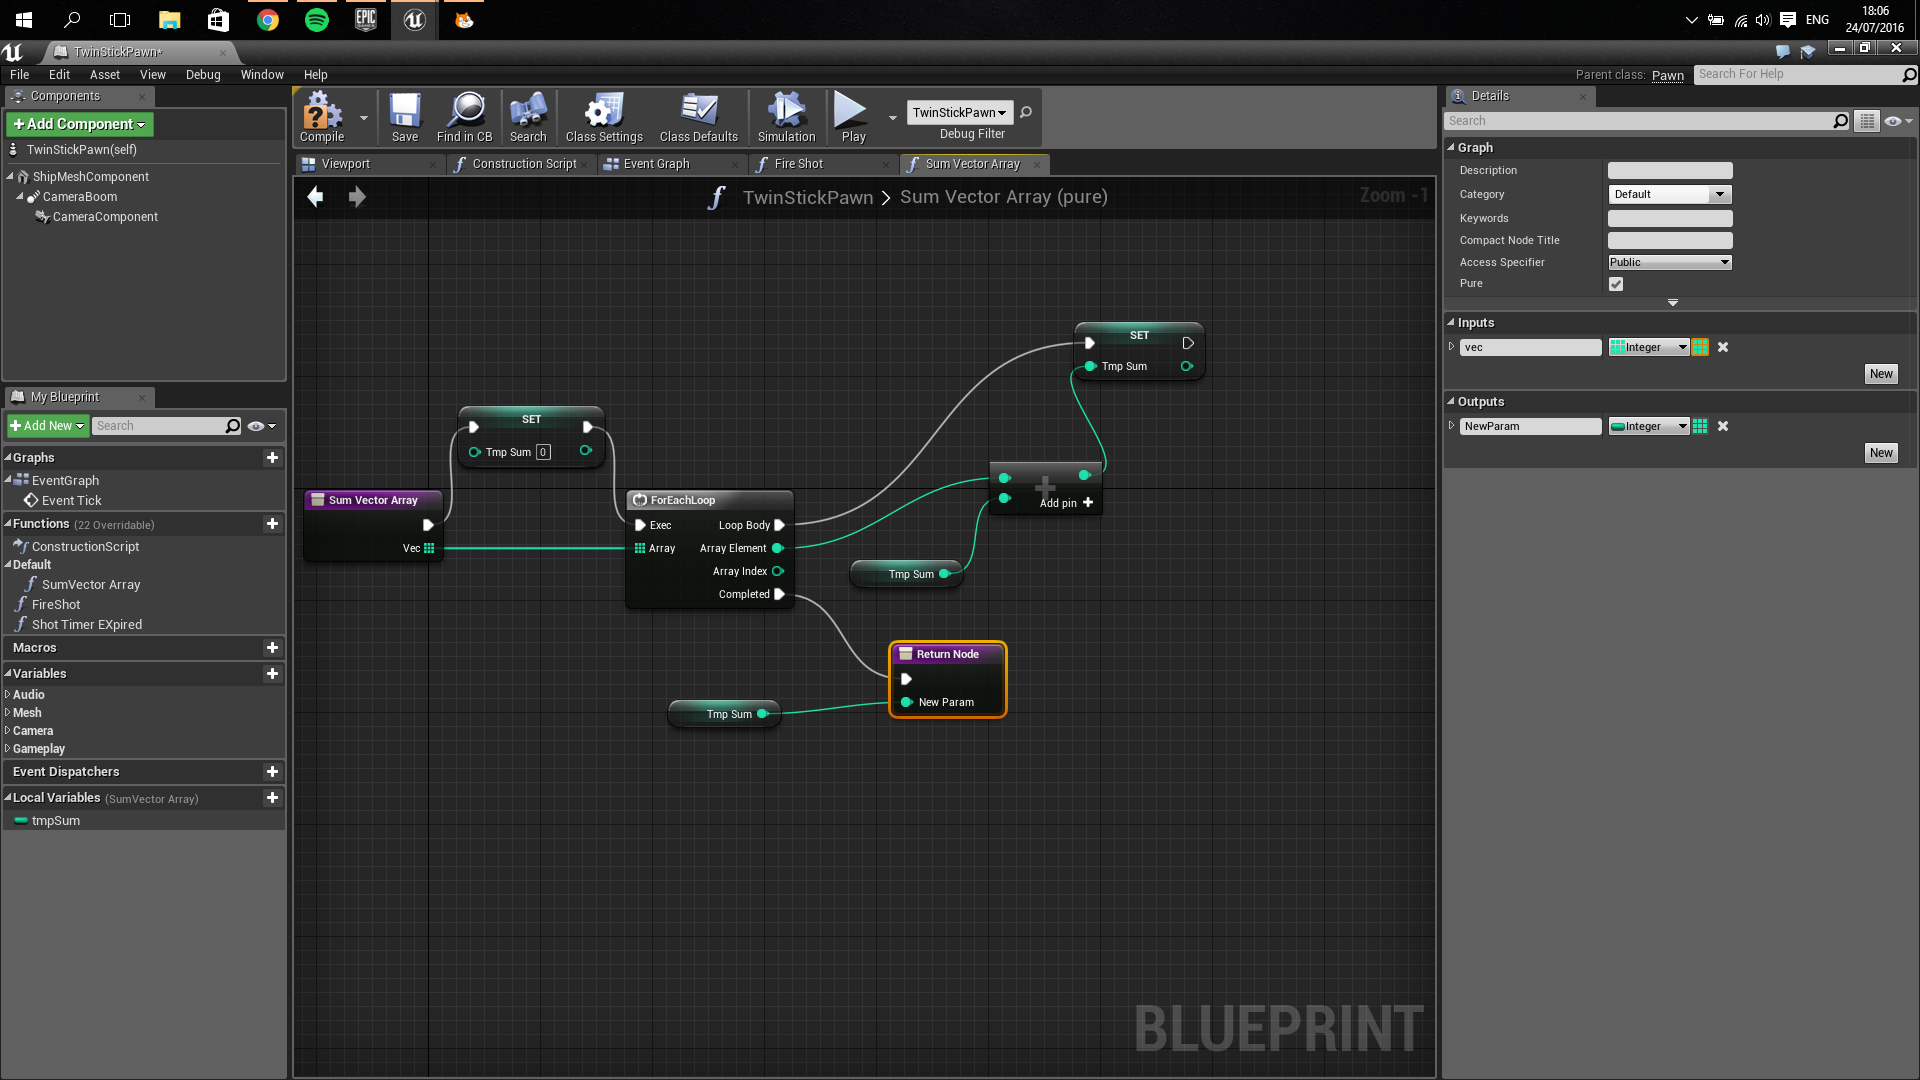 EPIC GAMES
ENG
18:06
24/07/2016
TwinStickPawn*
File Edit Asset View Debug Window Help
Parent class: Pawn
Search For Help
Components
+ Add Component
TwinStickPawn(self)
ShipMeshComponent
CameraBoom
CameraComponent
My Blueprint
+ Add New
Search
Graphs
EventGraph
Event Tick
Functions (22 Overridable)
ConstructionScript
Default
SumVector Array
FireShot
Shot Timer EXpired
Macros
Variables
Audio
Mesh
Camera
Gameplay
Event Dispatchers
Local Variables (SumVector Array)
tmpSum
Compile
Save
Find in CB
Search
Class Settings
Class Defaults
Simulation
Play
TwinStickPawn
Debug Filter
Viewport
Construction Script
Event Graph
Fire Shot
Sum Vector Array
TwinStickPawn > Sum Vector Array (pure)
Zoom -1
SET
Tmp Sum
SET
Tmp Sum 0
Sum Vector Array
Vec
ForEachLoop
Exec Loop Body
Array Array Element
Array Index
Completed
Add pin +
Tmp Sum
Return Node
New Param
Tmp Sum
BLUEPRINT
Details
Search
Graph
Description
Category Default
Keywords
Compact Node Title
Access Specifier Public
Pure
Inputs
vec Integer
New
Outputs
NewParam Integer
New